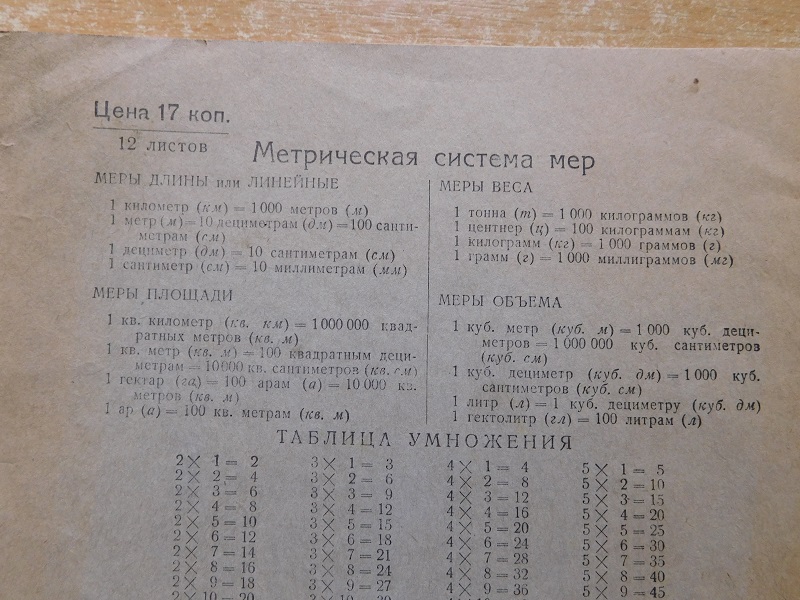 Цена 17 коп.
12 листов
Метрическая система мер
МЕРЫ ДЛИНЫ или ЛИНЕЙНЫЕ
1 километр (км) = 1 000 метров (м)
1 метр (м) = 10 дециметрам (дм) = 100 санти-
метрам (см)
1 дециметр (дм) = 10 сантиметрам (см)
1 сантиметр (см) = 10 миллиметрам (мм)
МЕРЫ ПЛОЩАДИ
1 кв. километр (кв. км) = 1 000 000 квад-
ратных метров (кв. м)
1 кв. метр (кв. м) = 100 квадратным деци-
метрам = 10 000 кв. сантиметров (кв. см)
1 гектар (га) = 100 арам (а) = 10 000 кв.
метров (кв. м)
1 ар (а) = 100 кв. метрам (кв. м)
МЕРЫ ВЕСА
1 тонна (т) = 1 000 килограммов (кг)
1 центнер (ц) = 100 килограммам (кг)
1 килограмм (кг) = 1 000 граммов (г)
1 грамм (г) = 1 000 миллиграммов (мг)
МЕРЫ ОБЪЕМА
1 куб. метр (куб. м) = 1 000 куб. деци-
метров = 1 000 000 куб. сантиметров
(куб. см)
1 куб. дециметр (куб. дм) = 1 000 куб.
сантиметров (куб. см)
1 литр (л) = 1 куб. дециметру (куб. дм)
1 гектолитр (гл) = 100 литрам (л)
ТАБЛИЦА УМНОЖЕНИЯ
2 × 1 = 2 3 × 1 = 3 4 × 1 = 4 5 × 1 = 5
2 × 2 = 4 3 × 2 = 6 4 × 2 = 8 5 × 2 = 10
2 × 3 = 6 3 × 3 = 9 4 × 3 = 12 5 × 3 = 15
2 × 4 = 8 3 × 4 = 12 4 × 4 = 16 5 × 4 = 20
2 × 5 = 10 3 × 5 = 15 4 × 5 = 20 5 × 5 = 25
2 × 6 = 12 3 × 6 = 18 4 × 6 = 24 5 × 6 = 30
2 × 7 = 14 3 × 7 = 21 4 × 7 = 28 5 × 7 = 35
2 × 8 = 16 3 × 8 = 24 4 × 8 = 32 5 × 8 = 40
2 × 9 = 18 3 × 9 = 27 4 × 9 = 36 5 × 9 = 45
2 × 10 = 20